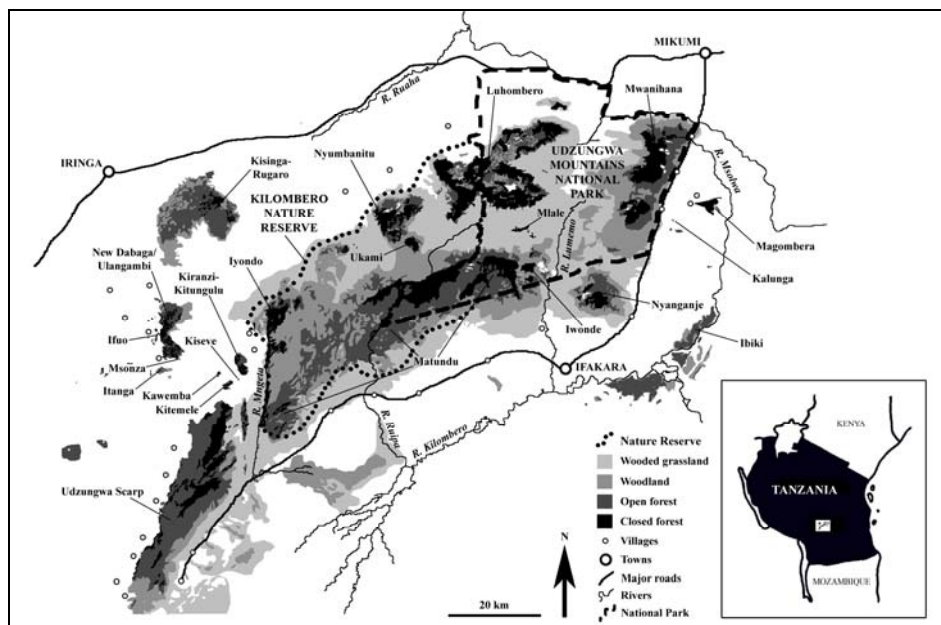 MIKUMI
Luhombero
Mwanihana
R. Ruaha
IRINGA
Kisinga-
Rugaro
Nyumbanitu
UDZUNGWA
MOUNTAINS
NATIONAL
PARK
R. Msolwa
KILOMBERO
NATURE
RESERVE
Mlale
R. Lumemo
Magombera
New Dabaga/
Ulangambi
Kiranzi-
Kitungulu
Iyondo
Ukami
Kalunga
Nyanganje
Iwonde
Ifuo
Kiseve
Ibiki
Msonza
Matundu
IFAKARA
Itanga
Kawemba
Kitemele
R. Mngeta
R. Ruipa
R. Kilombero
Udzungwa Scarp
Nature Reserve
Wooded grassland
Woodland
Open forest
Closed forest
Villages
Towns
Major roads
Rivers
National Park
N
20 km
KENYA
TANZANIA
MOZAMBIQUE